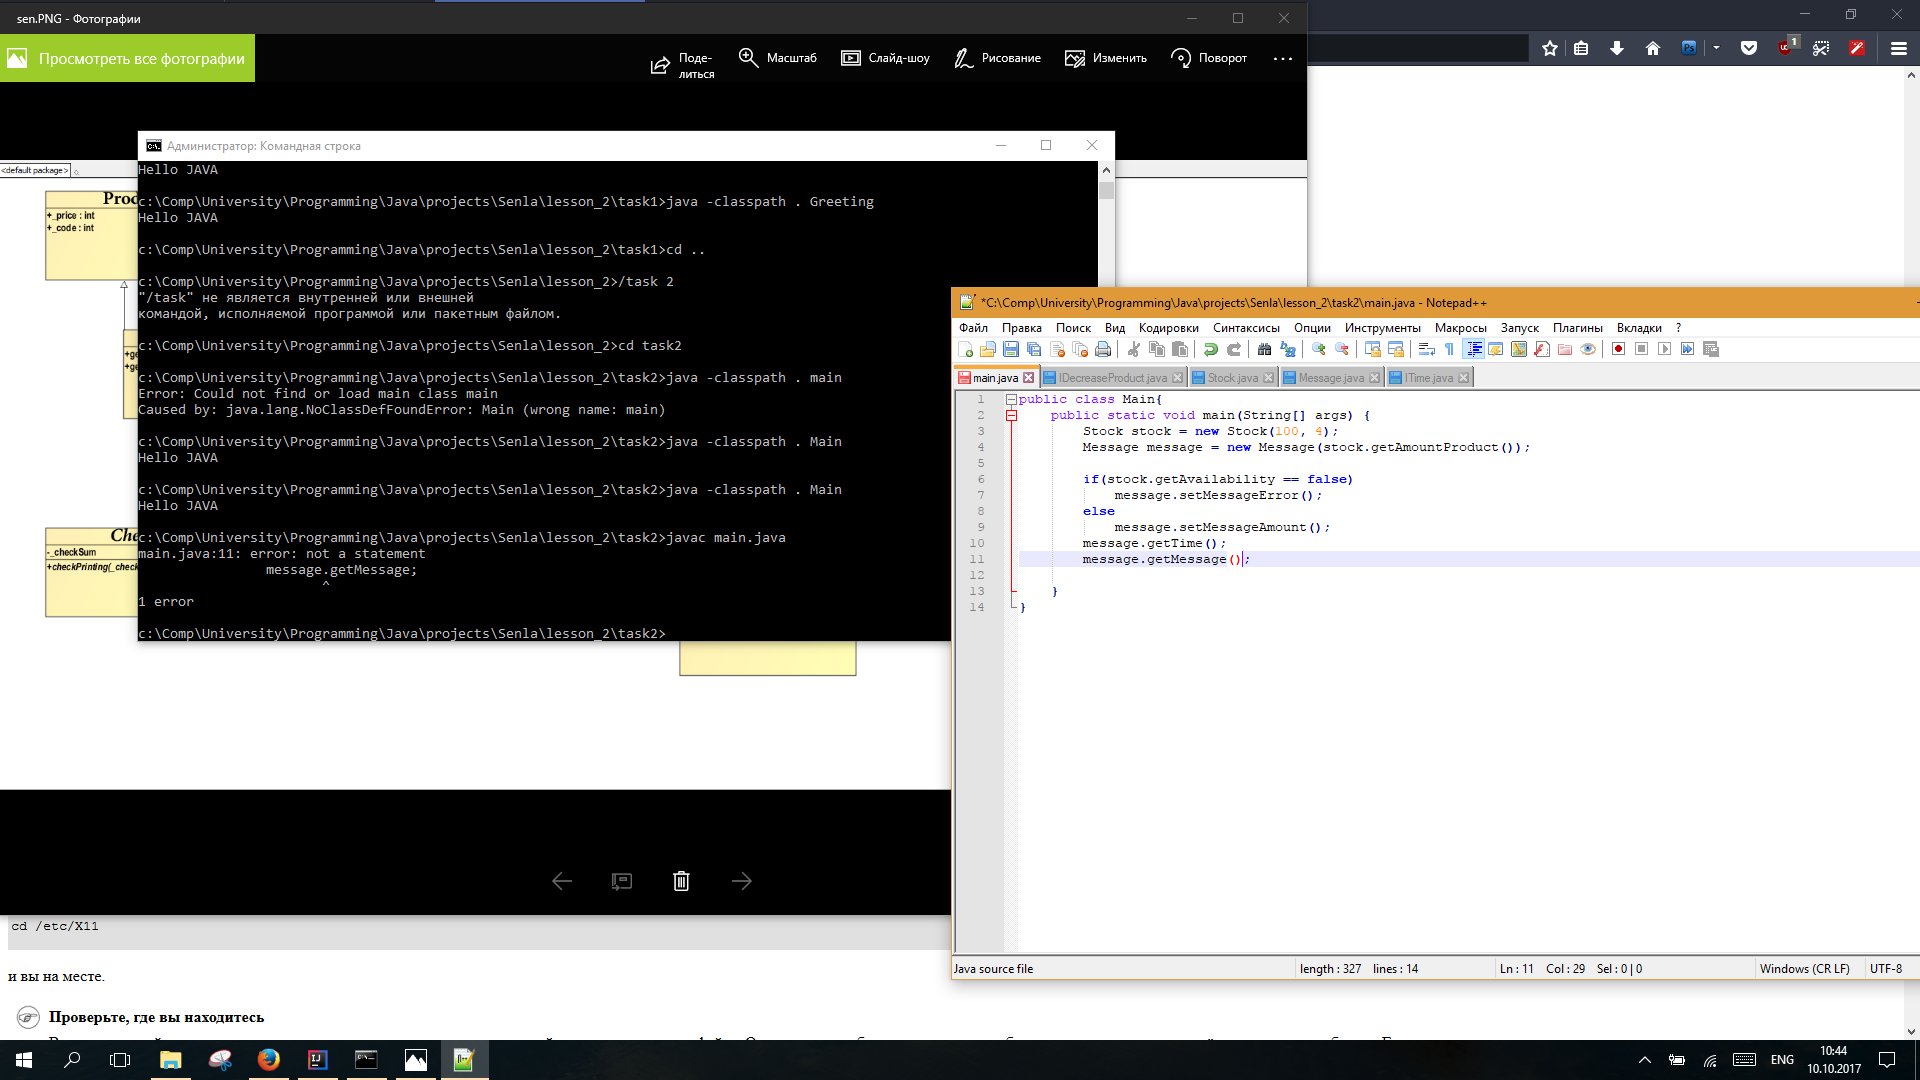 sen.PNG - Фотографии
Просмотреть все фотографии
Поде-
литься
Масштаб
Слайд-шоу
Рисование
Изменить
Поворот
1
<default package>
+_price : int
+_code : int
-_checkSum
Администратор: Командная строка
Hello JAVA
c:\Comp\University\Programming\Java\projects\Senla\lesson_2\task1>java -classpath . Greeting
Hello JAVA
c:\Comp\University\Programming\Java\projects\Senla\lesson_2\task1>cd ..
c:\Comp\University\Programming\Java\projects\Senla\lesson_2>/task 2
"/task" не является внутренней или внешней
командой, исполняемой программой или пакетным файлом.
c:\Comp\University\Programming\Java\projects\Senla\lesson_2>cd task2
c:\Comp\University\Programming\Java\projects\Senla\lesson_2\task2>java -classpath . main
Error: Could not find or load main class main
Caused by: java.lang.NoClassDefFoundError: Main (wrong name: main)
c:\Comp\University\Programming\Java\projects\Senla\lesson_2\task2>java -classpath . Main
Hello JAVA
c:\Comp\University\Programming\Java\projects\Senla\lesson_2\task2>java -classpath . Main
Hello JAVA
c:\Comp\University\Programming\Java\projects\Senla\lesson_2\task2>javac main.java
main.java:11: error: not a statement
message.getMessage;
^
1 error
c:\Comp\University\Programming\Java\projects\Senla\lesson_2\task2>
*C:\Comp\University\Programming\Java\projects\Senla\lesson_2\task2\main.java - Notepad++
Файл Правка Поиск Вид Кодировки Синтаксисы Опции Инструменты Макросы Запуск Плагины Вкладки ?
main.java IDecreaseProduct.java Stock.java Message.java ITime.java
1 public class Main{
2 public static void main(String[] args) {
3 Stock stock = new Stock(100, 4);
4 Message message = new Message(stock.getAmountProduct());
5
6 if(stock.getAvailability == false)
7 message.setMessageError();
8 else
9 message.setMessageAmount();
10 message.getTime();
11 message.getMessage();
12
13 }
14 }
Java source file length : 327 lines : 14 Ln : 11 Col : 29 Sel : 0 | 0 Windows (CR LF) UTF-8
cd /etc/X11
и вы на месте.
Проверьте, где вы находитесь
ENG
10:44
10.10.2017